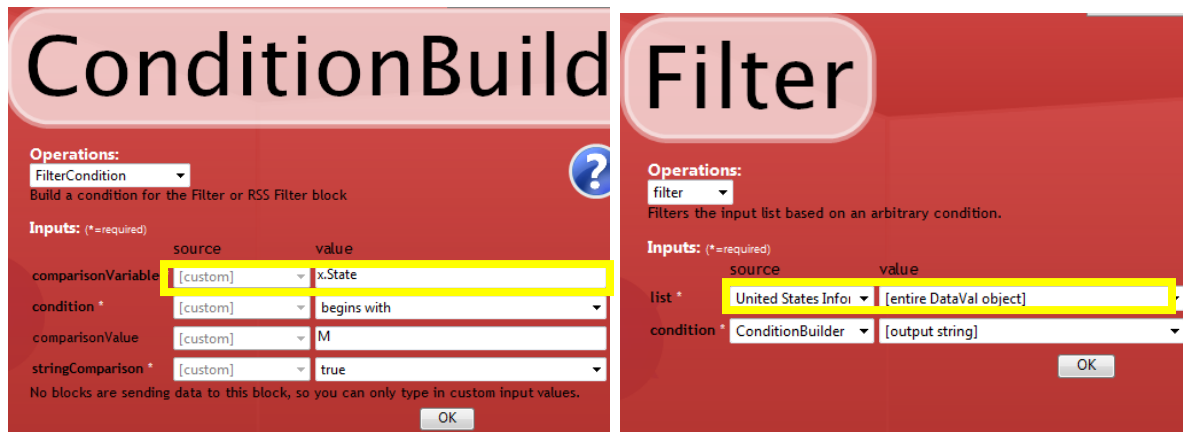 ConditionBuild
Operations:
FilterCondition
Build a condition for the Filter or RSS Filter block
Inputs: (*=required)
source value
comparisonVariable [custom] x.State
condition * [custom] begins with
comparisonValue [custom] M
stringComparison * [custom] true
No blocks are sending data to this block, so you can only type in custom input values.
OK
Filter
Operations:
filter
Filters the input list based on an arbitrary condition.
Inputs: (*=required)
source value
list * United States Infor [entire DataVal object]
condition * ConditionBuilder [output string]
OK